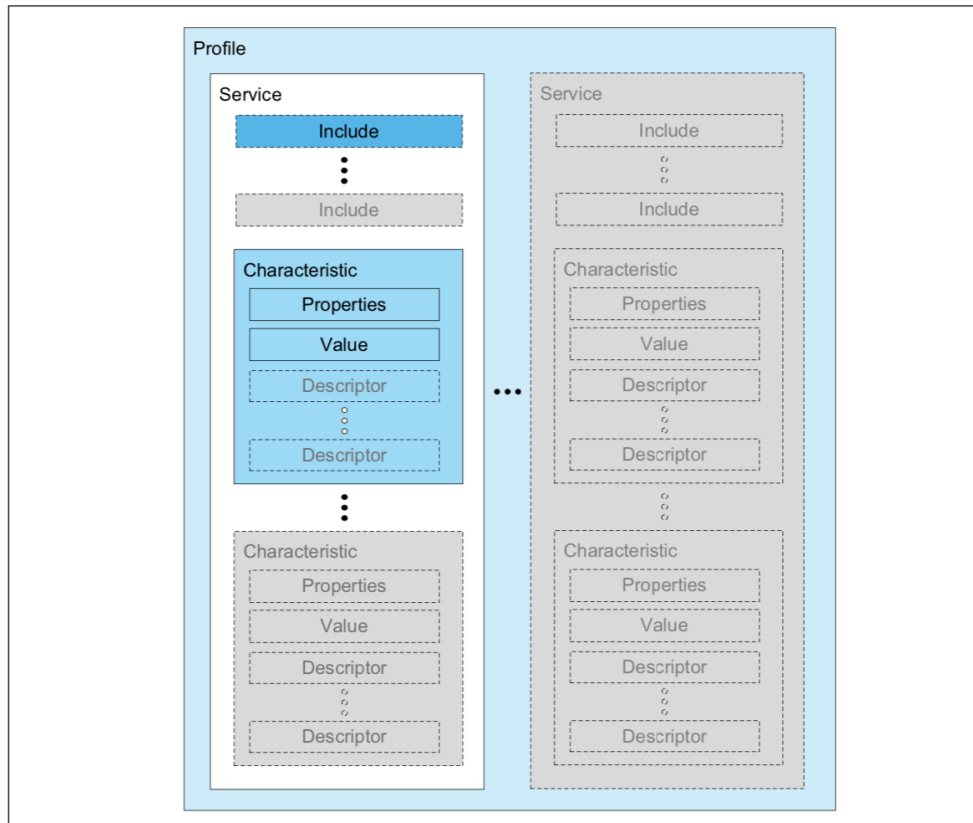 Profile
Service
Include
Include
Characteristic
Properties
Value
Descriptor
Descriptor
Characteristic
Properties
Value
Descriptor
Descriptor
Service
Include
Include
Characteristic
Properties
Value
Descriptor
Descriptor
Characteristic
Properties
Value
Descriptor
Descriptor